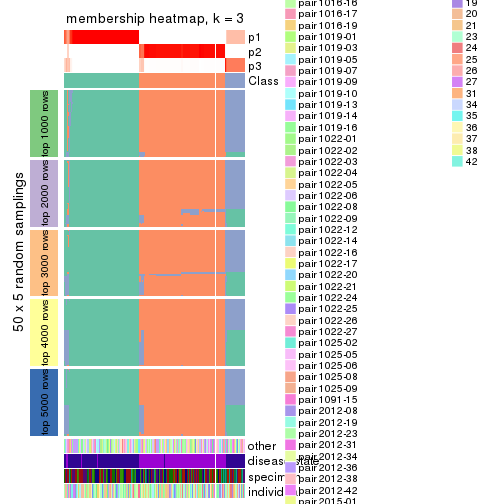 membership heatmap, k = 3
p1
p2
p3
Class
50 x 5 random samplings
top 1000 rows
top 2000 rows
top 3000 rows
top 4000 rows
top 5000 rows
other
individ
pair1016-16
pair1016-17
pair1016-19
pair1019-01
pair1019-03
pair1019-05
pair1019-07
pair1019-09
pair1019-10
pair1019-13
pair1019-14
pair1019-16
pair1022-01
pair1022-02
pair1022-03
pair1022-04
pair1022-05
pair1022-06
pair1022-08
pair1022-09
pair1022-12
pair1022-14
pair1022-16
pair1022-17
pair1022-20
pair1022-21
pair1022-24
pair1022-25
pair1022-26
pair1022-27
pair1025-02
pair1025-05
pair1025-06
pair1025-08
pair1025-09
pair1091-15
pair2012-08
pair2012-19
pair2012-23
pair2012-31
pair2012-34
pair2012-36
pair2012-38
pair2012-42
pair2015-01
19
20
21
23
24
25
26
27
31
34
35
36
37
38
42